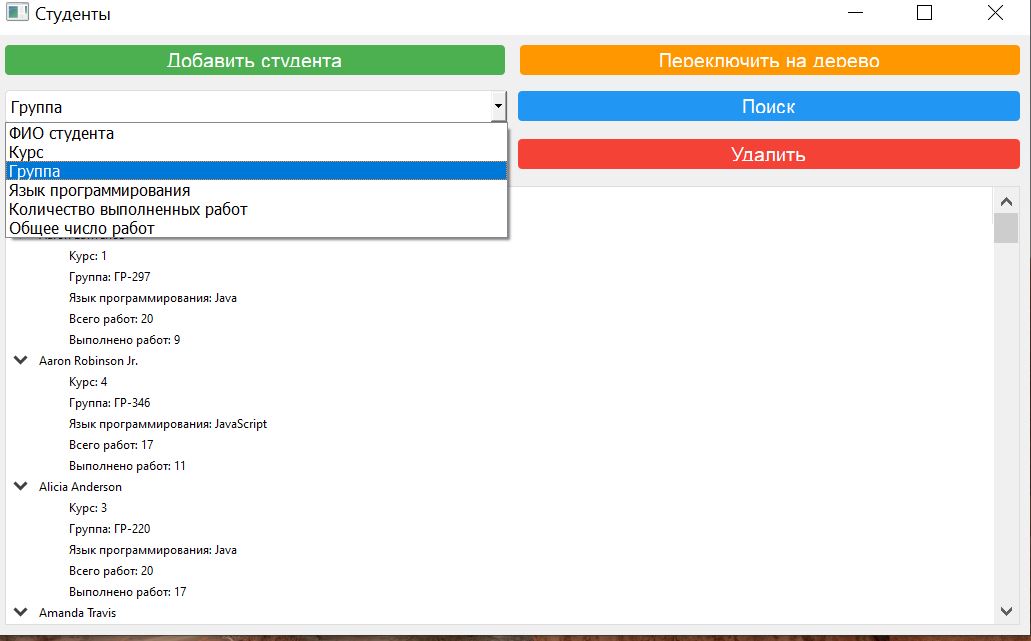 Студенты
Добавить студента
Переключить на дерево
Группа
Поиск
ФИО студента
Курс
Группа
Язык программирования
Количество выполненных работ
Общее число работ
Удалить
Курс: 1
Группа: ГР-297
Язык программирования: Java
Всего работ: 20
Выполнено работ: 9
Aaron Robinson Jr.
Курс: 4
Группа: ГР-346
Язык программирования: JavaScript
Всего работ: 17
Выполнено работ: 11
Alicia Anderson
Курс: 3
Группа: ГР-220
Язык программирования: Java
Всего работ: 20
Выполнено работ: 17
Amanda Travis